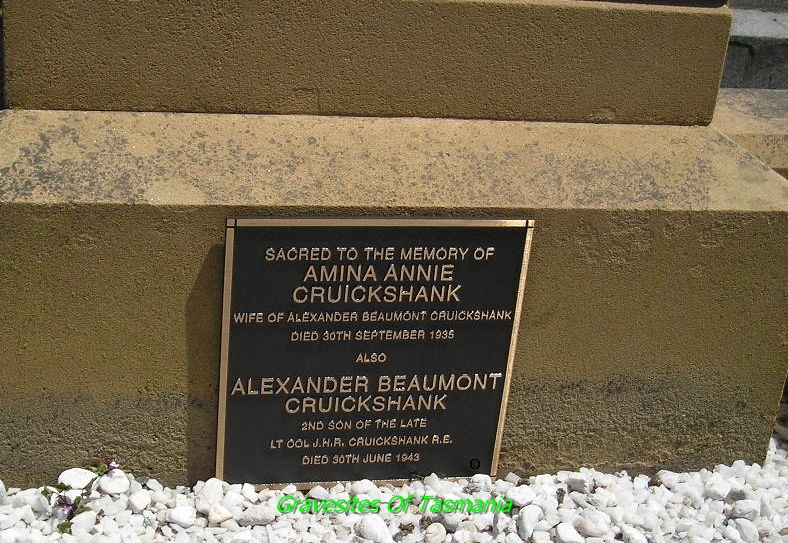 SACRED TO THE MEMORY OF
AMINA ANNIE
CRUICKSHANK
WIFE OF ALEXANDER BEAUMONT CRUICKSHANK
DIED 30TH SEPTEMBER 1935
ALSO
ALEXANDER BEAUMONT
CRUICKSHANK
2ND SON OF THE LATE
LT COL J.H.R. CRUICKSHANK R.E.
DIED 30TH JUNE 1943
Gravesites Of Tasmania